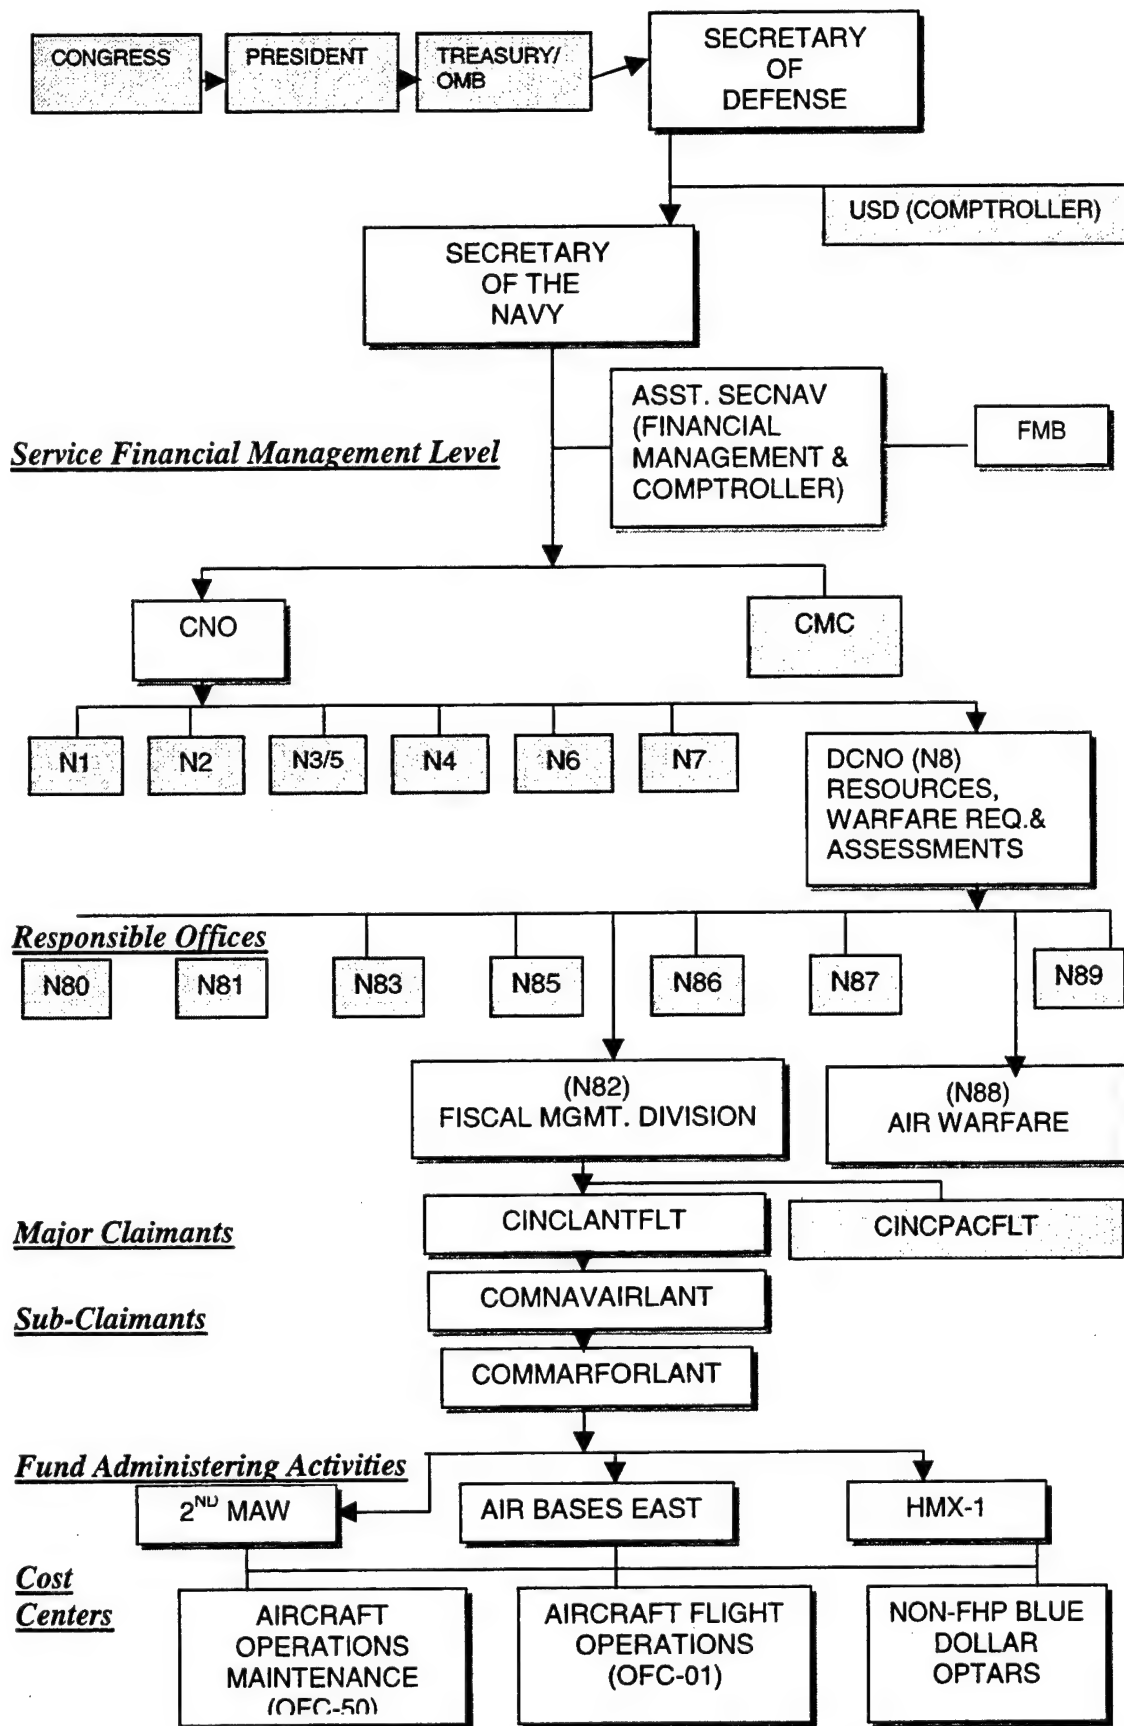 CONGRESS
PRESIDENT
TREASURY/
OMB
SECRETARY
OF
DEFENSE
USD (COMPTROLLER)
SECRETARY
OF THE
NAVY
ASST. SECNAV
(FINANCIAL
MANAGEMENT &
COMPTROLLER)
FMB
Service Financial Management Level
CNO
CMC
N1
N2
N3/5
N4
N6
N7
DCNO (N8)
RESOURCES,
WARFARE REQ.&
ASSESSMENTS
Responsible Offices
N80
N81
N83
N85
N86
N87
N89
(N82)
FISCAL MGMT. DIVISION
(N88)
AIR WARFARE
Major Claimants
CINCLANTFLT
CINCPACFLT
Sub-Claimants
COMNAVAIRLANT
COMMARFORLANT
Fund Administering Activities
2ND MAW
AIR BASES EAST
HMX-1
Cost
Centers
AIRCRAFT
OPERATIONS
MAINTENANCE
(OFC-50)
AIRCRAFT FLIGHT
OPERATIONS
(OFC-01)
NON-FHP BLUE
DOLLAR
OPTARS